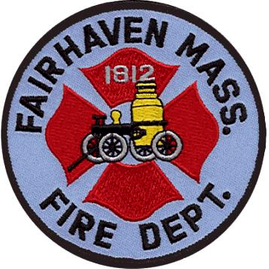 FAIRHAVEN MASS.
1812
FIRE DEPT.